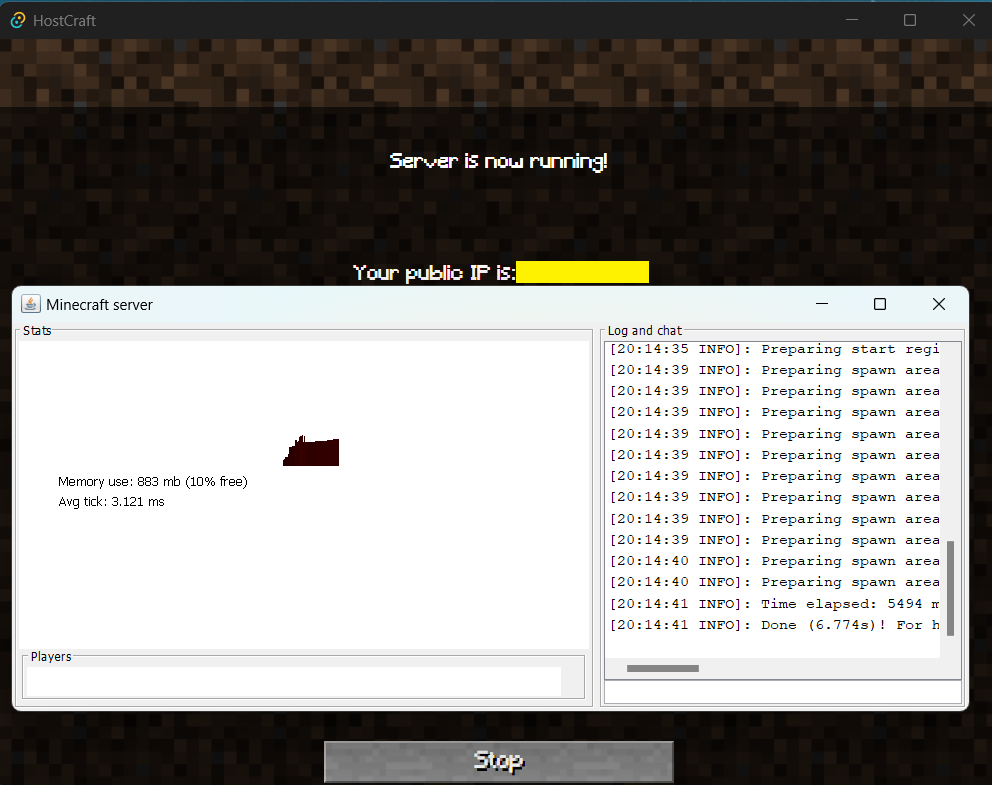 HostCraft
Server is now running!
Your public IP is:
Minecraft server
Stats
Memory use: 883 mb (10% free)
Avg tick: 3.121 ms
Players
Log and chat
[20:14:35 INFO]: Preparing start regi
[20:14:39 INFO]: Preparing spawn area
[20:14:39 INFO]: Preparing spawn area
[20:14:39 INFO]: Preparing spawn area
[20:14:39 INFO]: Preparing spawn area
[20:14:39 INFO]: Preparing spawn area
[20:14:39 INFO]: Preparing spawn area
[20:14:39 INFO]: Preparing spawn area
[20:14:39 INFO]: Preparing spawn area
[20:14:39 INFO]: Preparing spawn area
[20:14:40 INFO]: Preparing spawn area
[20:14:40 INFO]: Preparing spawn area
[20:14:41 INFO]: Time elapsed: 5494 m
[20:14:41 INFO]: Done (6.774s)! For h
Stop